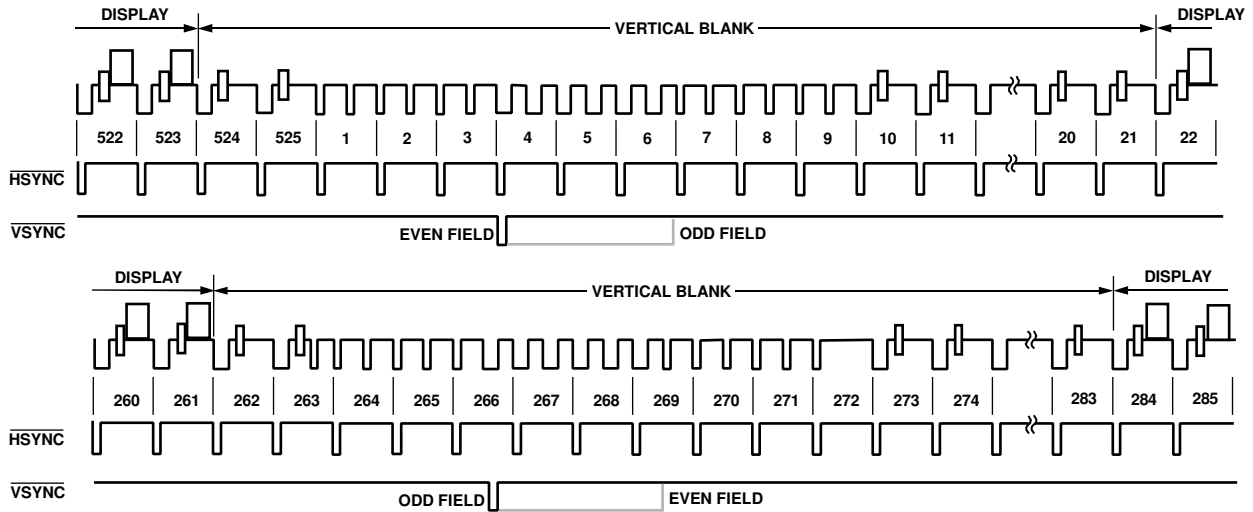 DISPLAY VERTICAL BLANK DISPLAY
522 523 524 525 1 2 3 4 5 6 7 8 9 10 11 20 21 22
HSYNC
VSYNC
EVEN FIELD ODD FIELD
DISPLAY VERTICAL BLANK DISPLAY
260 261 262 263 264 265 266 267 268 269 270 271 272 273 274 283 284 285
HSYNC
VSYNC
ODD FIELD EVEN FIELD